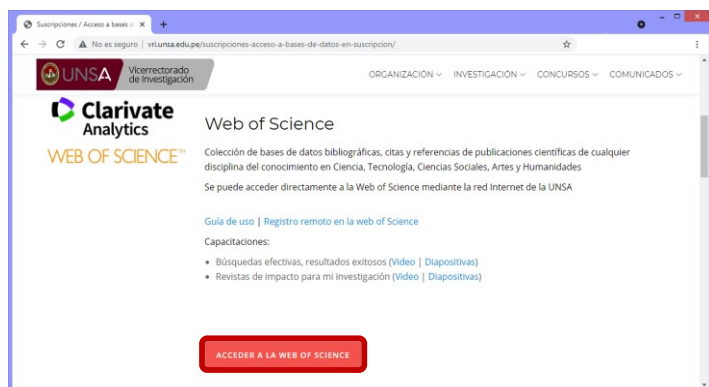 Suscripciones / Acceso a bases d
No es seguro | vri.unsa.edu.pe/suscripciones-acceso-a-bases-de-datos-en-suscripcion/
UNSA Vicerrectorado de Investigación
ORGANIZACIÓN INVESTIGACIÓN CONCURSOS COMUNICADOS
Clarivate
Analytics
WEB OF SCIENCE™
Web of Science
Colección de bases de datos bibliográficas, citas y referencias de publicaciones científicas de cualquier
disciplina del conocimiento en Ciencia, Tecnología, Ciencias Sociales, Artes y Humanidades
Se puede acceder directamente a la Web of Science mediante la red Internet de la UNSA
Guía de uso | Registro remoto en la web of Science
Capacitaciones:
• Búsquedas efectivas, resultados exitosos (Video | Diapositivas)
• Revistas de impacto para mi investigación (Video | Diapositivas)
ACCEDER A LA WEB OF SCIENCE